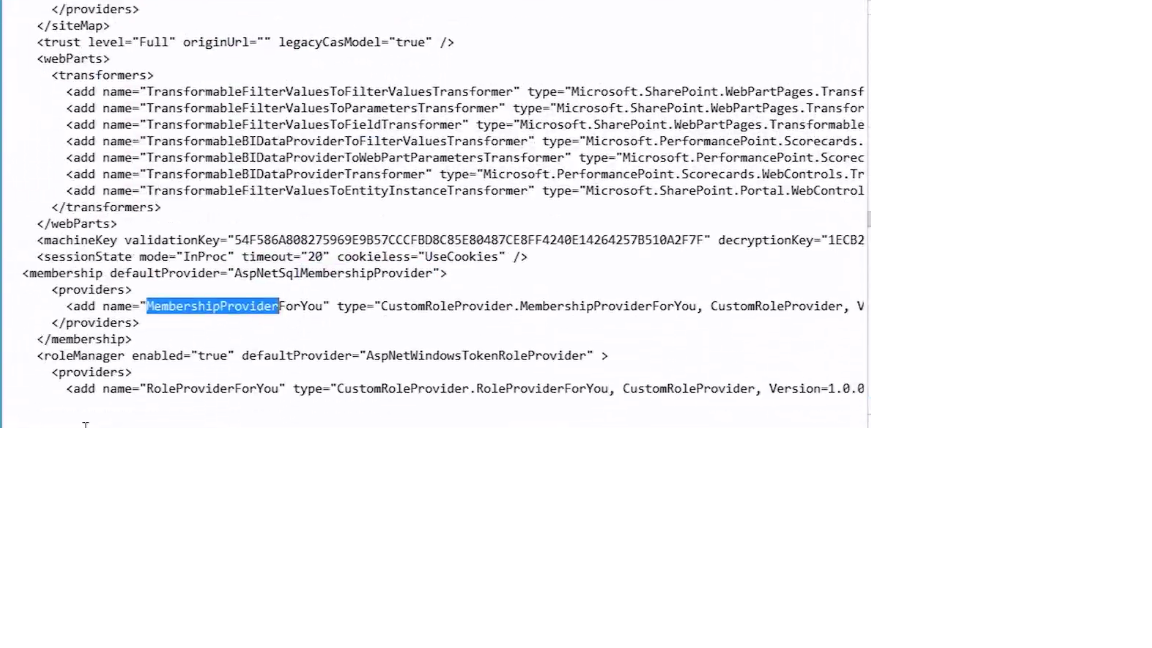 </providers>
</siteMap>
<trust level="Full" originUrl="" legacyCasModel="true" />
<webParts>
<transformers>
<add name="TransformableFilterValuesToFilterValuesTransformer" type="Microsoft.SharePoint.WebPartPages.Transf
<add name="TransformableFilterValuesToParametersTransformer" type="Microsoft.SharePoint.WebPartPages.Transfor
<add name="TransformableFilterValuesToFieldTransformer" type="Microsoft.SharePoint.WebPartPages.Transformable
<add name="TransformableBIDataProviderToFilterValuesTransformer" type="Microsoft.PerformancePoint.Scorecards.
<add name="TransformableBIDataProviderToWebPartParametersTransformer" type="Microsoft.PerformancePoint.Scorec
<add name="TransformableBIDataProviderTransformer" type="Microsoft.PerformancePoint.Scorecards.WebControls.Tr
<add name="TransformableFilterValuesToEntityInstanceTransformer" type="Microsoft.SharePoint.Portal.WebControl
</transformers>
</webParts>
<machineKey validationKey="54F586A808275969E9B57CCCFBD8C85E80487CE8FF4240E14264257B510A2F7F" decryptionKey="1ECB2
<sessionState mode="InProc" timeout="20" cookieless="UseCookies" />
<membership defaultProvider="AspNetSqlMembershipProvider">
<providers>
<add name="MembershipProviderForYou" type="CustomRoleProvider.MembershipProviderForYou, CustomRoleProvider, V
</providers>
</membership>
<roleManager enabled="true" defaultProvider="AspNetWindowsTokenRoleProvider" >
<providers>
<add name="RoleProviderForYou" type="CustomRoleProvider.RoleProviderForYou, CustomRoleProvider, Version=1.0.0